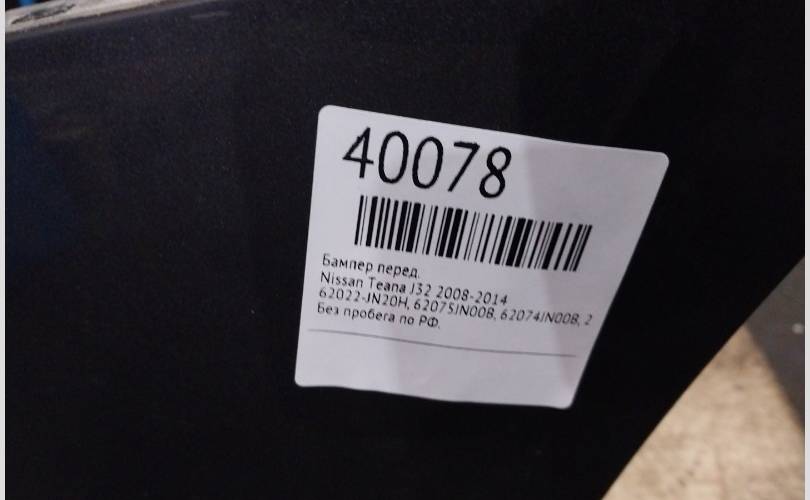 40078
Бампер перед.
Nissan Teana J32 2008-2014
62022-JN20H, 62075JN00B, 62074JN00B, 2
Без пробега по РФ.